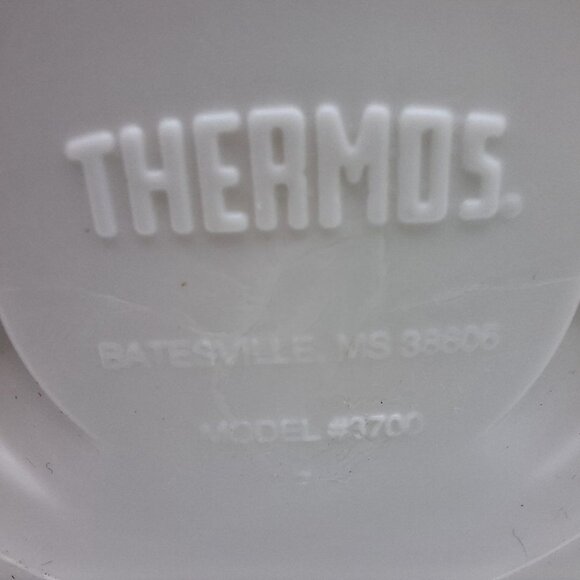 THERMOS®
BATESVILLE, MS 38606
MODEL #3700